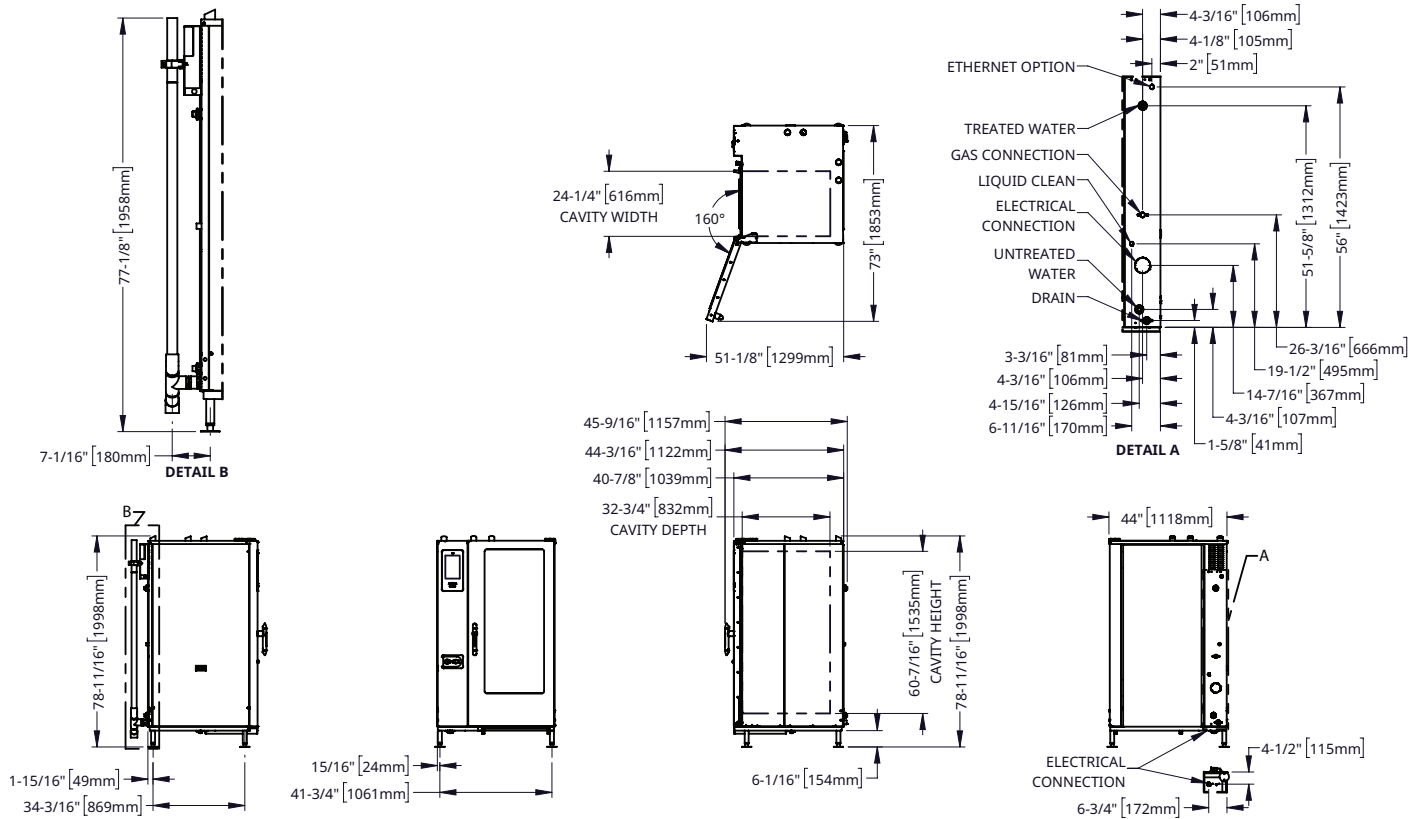 77-1/8" [1958mm]
7-1/16" [180mm]
DETAIL B
24-1/4" [616mm]
CAVITY WIDTH
160°
73" [1853mm]
51-1/8" [1299mm]
4-3/16" [106mm]
4-1/8" [105mm]
2" [51mm]
ETHERNET OPTION
TREATED WATER
GAS CONNECTION
LIQUID CLEAN
ELECTRICAL
CONNECTION
UNTREATED
WATER
DRAIN
51-5/8" [1312mm]
56" [1423mm]
26-3/16" [666mm]
19-1/2" [495mm]
14-7/16" [367mm]
4-3/16" [107mm]
1-5/8" [41mm]
3-3/16" [81mm]
4-3/16" [106mm]
4-15/16" [126mm]
6-11/16" [170mm]
DETAIL A
B
78-11/16" [1998mm]
1-15/16" [49mm]
34-3/16" [869mm]
15/16" [24mm]
41-3/4" [1061mm]
45-9/16" [1157mm]
44-3/16" [1122mm]
40-7/8" [1039mm]
32-3/4" [832mm]
CAVITY DEPTH
60-7/16" [1535mm]
CAVITY HEIGHT
78-11/16" [1998mm]
6-1/16" [154mm]
44" [1118mm]
A
ELECTRICAL
CONNECTION
4-1/2" [115mm]
6-3/4" [172mm]